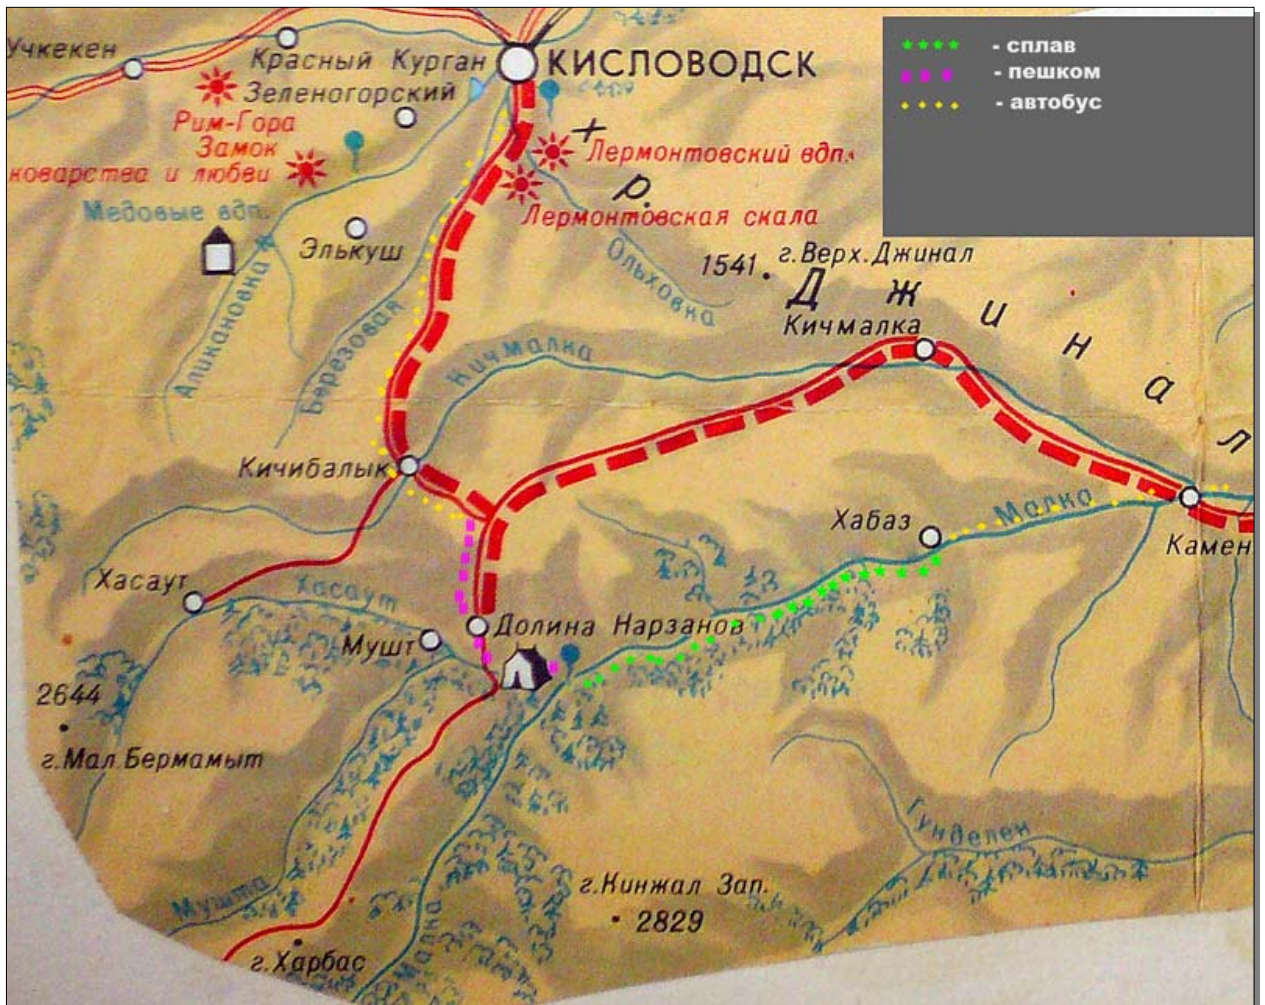 Учкекен
Красный Курган
КИСЛОВОДСК
Зеленогорский
Рим-Гора
Замок
коварства и любви
Лермонтовский вдп.
р.
Лермонтовская скала
Медовые вдп.
Элькуш
Ольховка
1541
г.Верх.Джинал
Джинал
Кичмалка
Аликановка
Березовая
Кичмалка
Кичибалык
Малка
Хабаз
Камен
Хасаут
Хасаут
Мушт
Долина Нарзанов
2644
г.Мал.Бермамыт
Гунделен
Мушта
г.Кинжал Зап.
2829
Малка
г.Харбас
- сплав
- пешком
- автобус